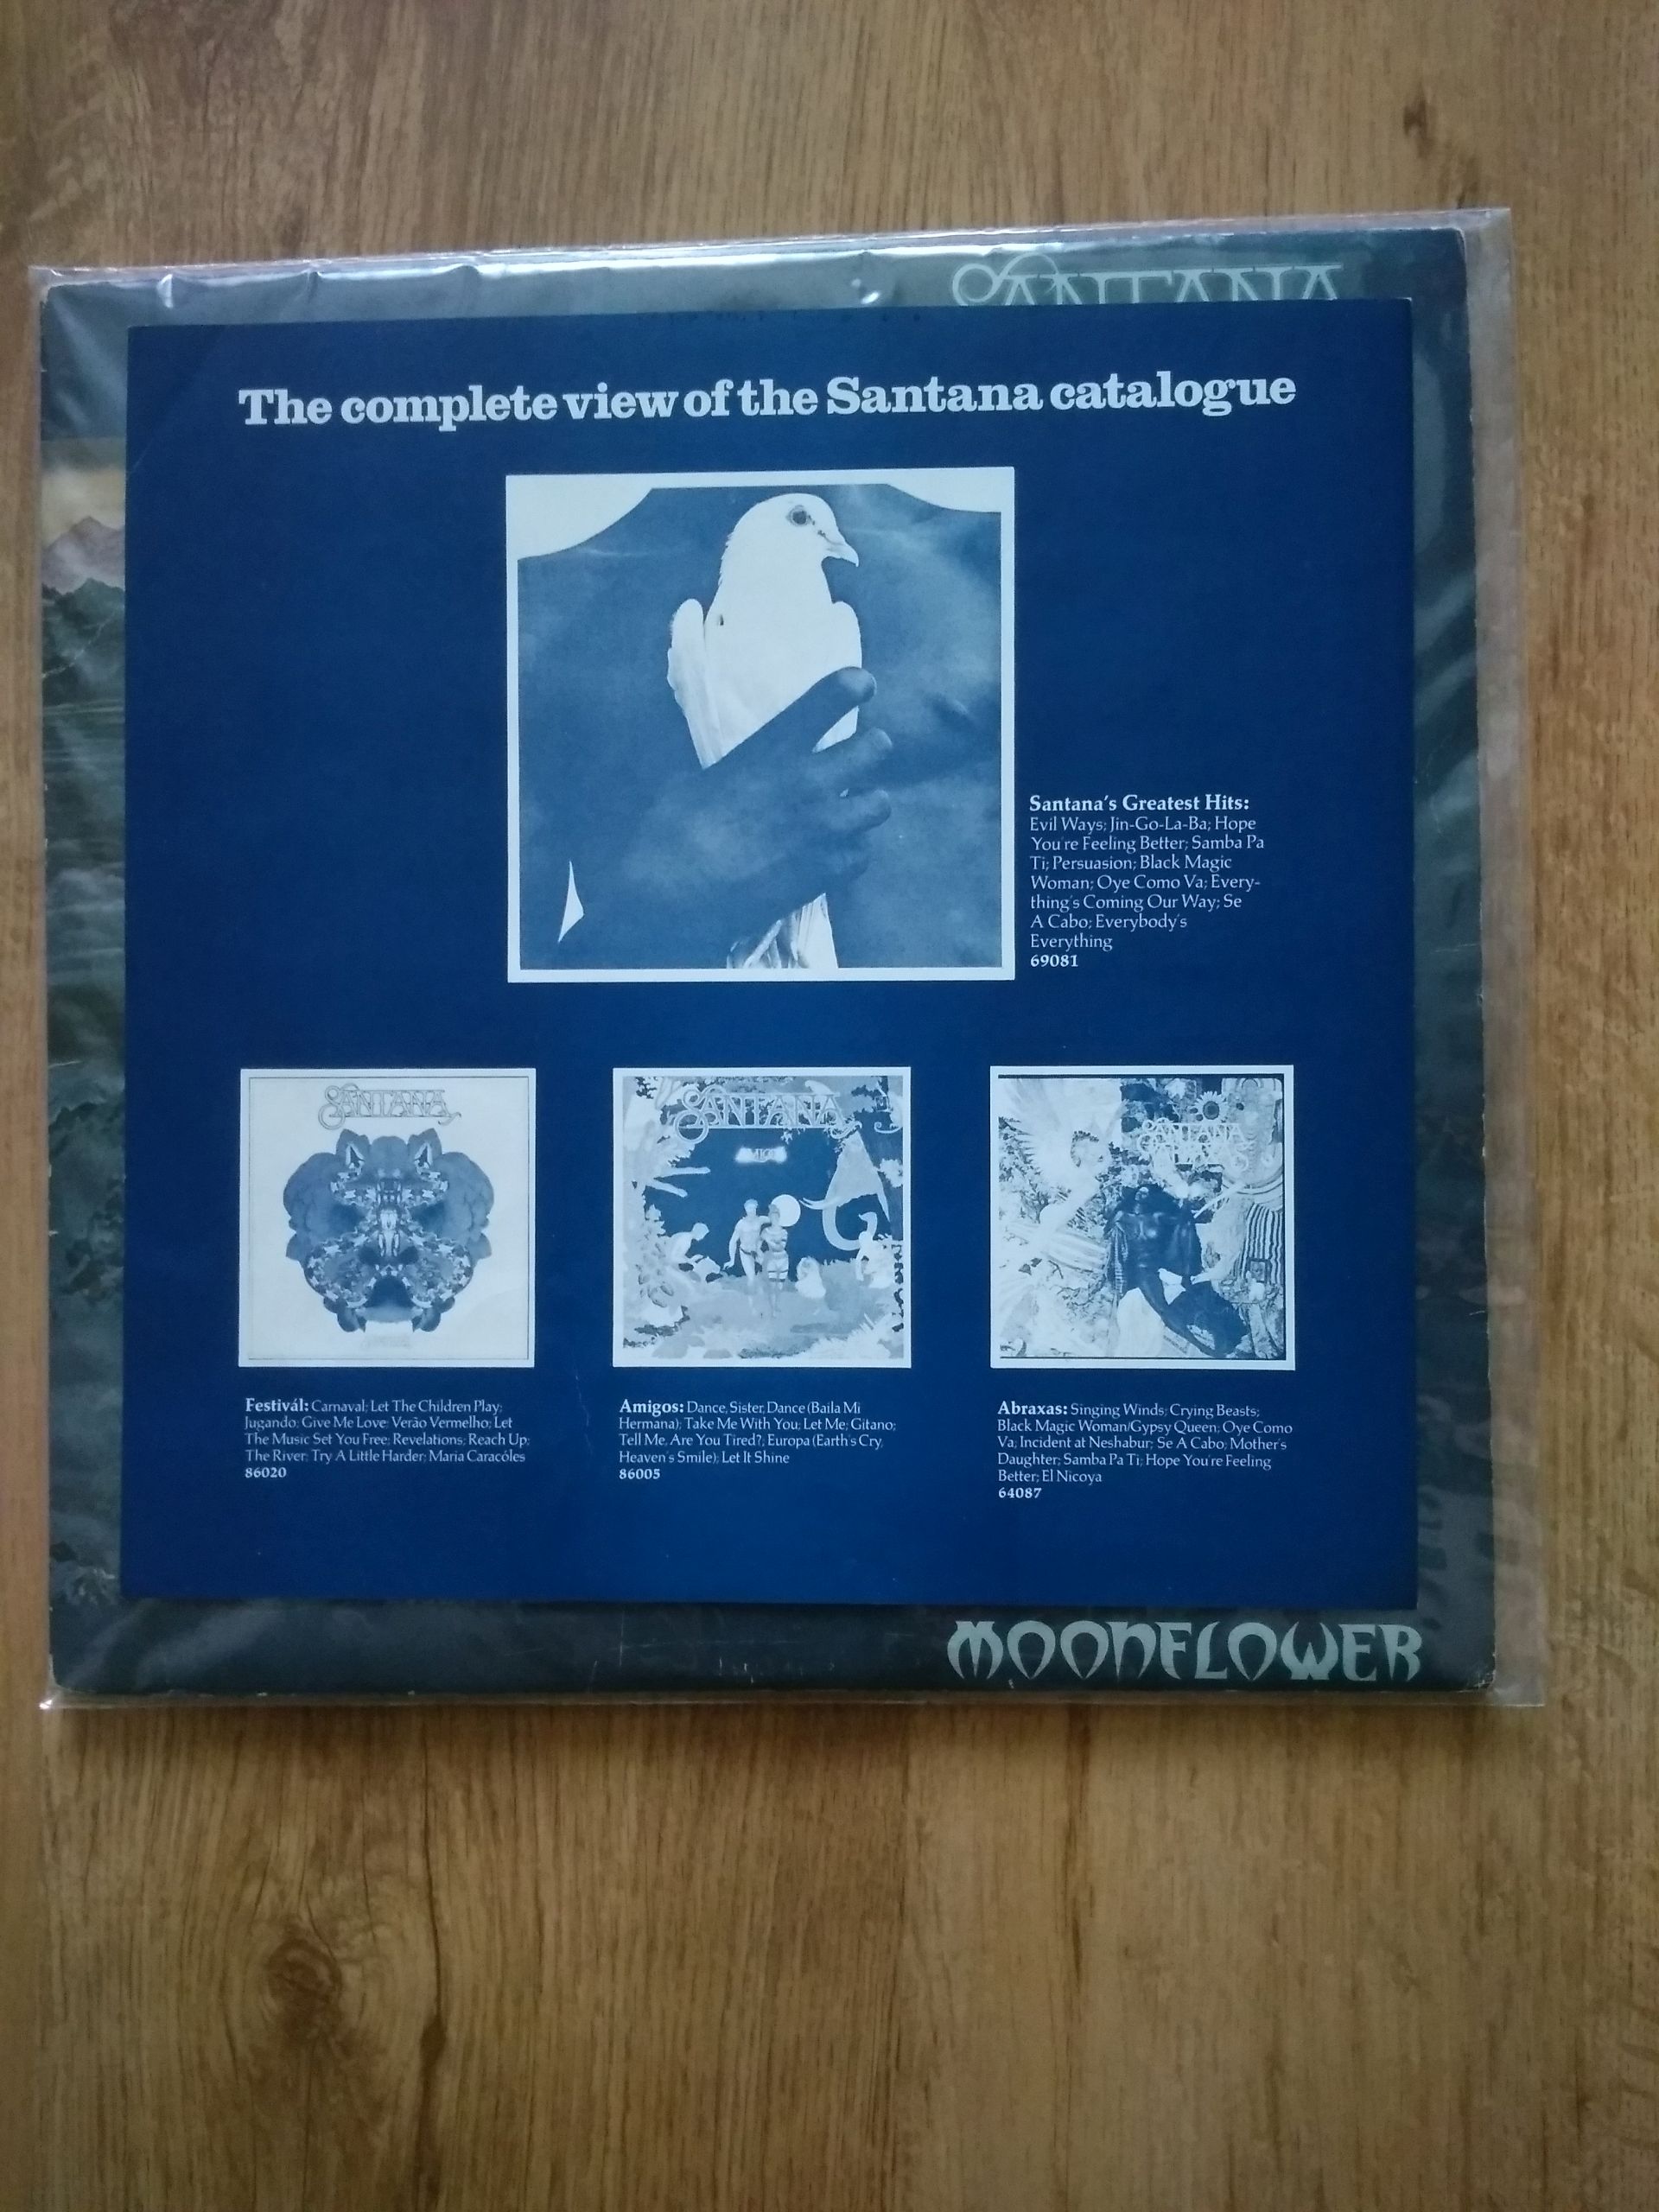 SANTANA
The complete view of the Santana catalogue
Santana's Greatest Hits:
Evil Ways; Jin-Go-La-Ba; Hope
You're Feeling Better; Samba Pa
Ti; Persuasion; Black Magic
Woman; Oye Como Va; Every-
thing's Coming Our Way; Se
A Cabo; Everybody's
Everything
69081
SANTANA
SANTANA
AMIGOS
SANTANA
Festivál: Carnaval; Let The Children Play;
Jugando; Give Me Love; Verão Vermelho; Let
The Music Set You Free; Revelations; Reach Up;
The River; Try A Little Harder; Maria Caracóles
86020
Amigos: Dance, Sister, Dance (Baila Mi
Hermana); Take Me With You; Let Me; Gitano;
Tell Me, Are You Tired?; Europa (Earth's Cry,
Heaven's Smile); Let It Shine
86005
Abraxas: Singing Winds; Crying Beasts;
Black Magic Woman/Gypsy Queen; Oye Como
Va; Incident at Neshabur; Se A Cabo; Mother's
Daughter; Samba Pa Ti; Hope You're Feeling
Better; El Nicoya
64087
MOONFLOWER